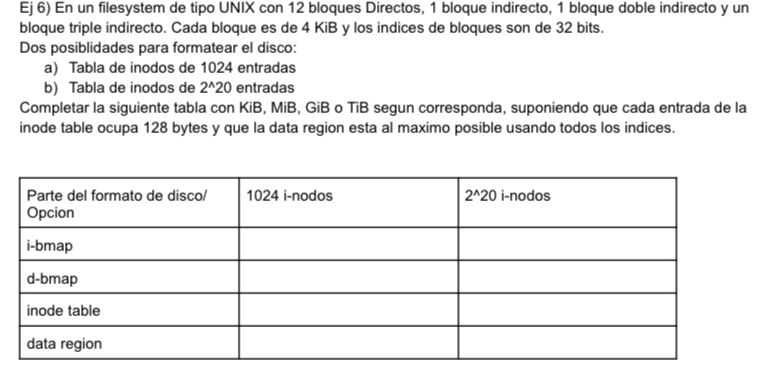 Ej 6) En un filesystem de tipo UNIX con 12 bloques Directos, 1 bloque indirecto, 1 bloque doble indirecto y un
bloque triple indirecto. Cada bloque es de 4 KiB y los indices de bloques son de 32 bits.
Dos posiblidades para formatear el disco:
a) Tabla de inodos de 1024 entradas
b) Tabla de inodos de 2^20 entradas
Completar la siguiente tabla con KiB, MiB, GiB o TiB segun corresponda, suponiendo que cada entrada de la
inode table ocupa 128 bytes y que la data region esta al maximo posible usando todos los indices.
Parte del formato de disco/ 1024 i-nodos 2^20 i-nodos
Opcion
i-bmap
d-bmap
inode table
data region